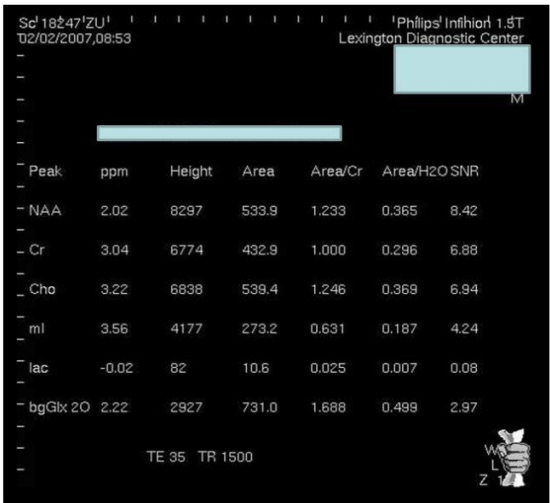 Sc 18247 ZU Philips Infinion 1.5T
02/02/2007,08:53 Lexington Diagnostic Center
M
Peak ppm Height Area Area/Cr Area/H2O SNR
NAA 2.02 8297 533.9 1.233 0.365 8.42
Cr 3.04 6774 432.9 1.000 0.296 6.88
Cho 3.22 6838 539.4 1.246 0.369 6.94
mI 3.56 4177 273.2 0.631 0.187 4.24
lac -0.02 82 10.6 0.025 0.007 0.08
bgGlx 2O 2.22 2927 731.0 1.688 0.499 2.97
TE 35 TR 1500
W
L
Z